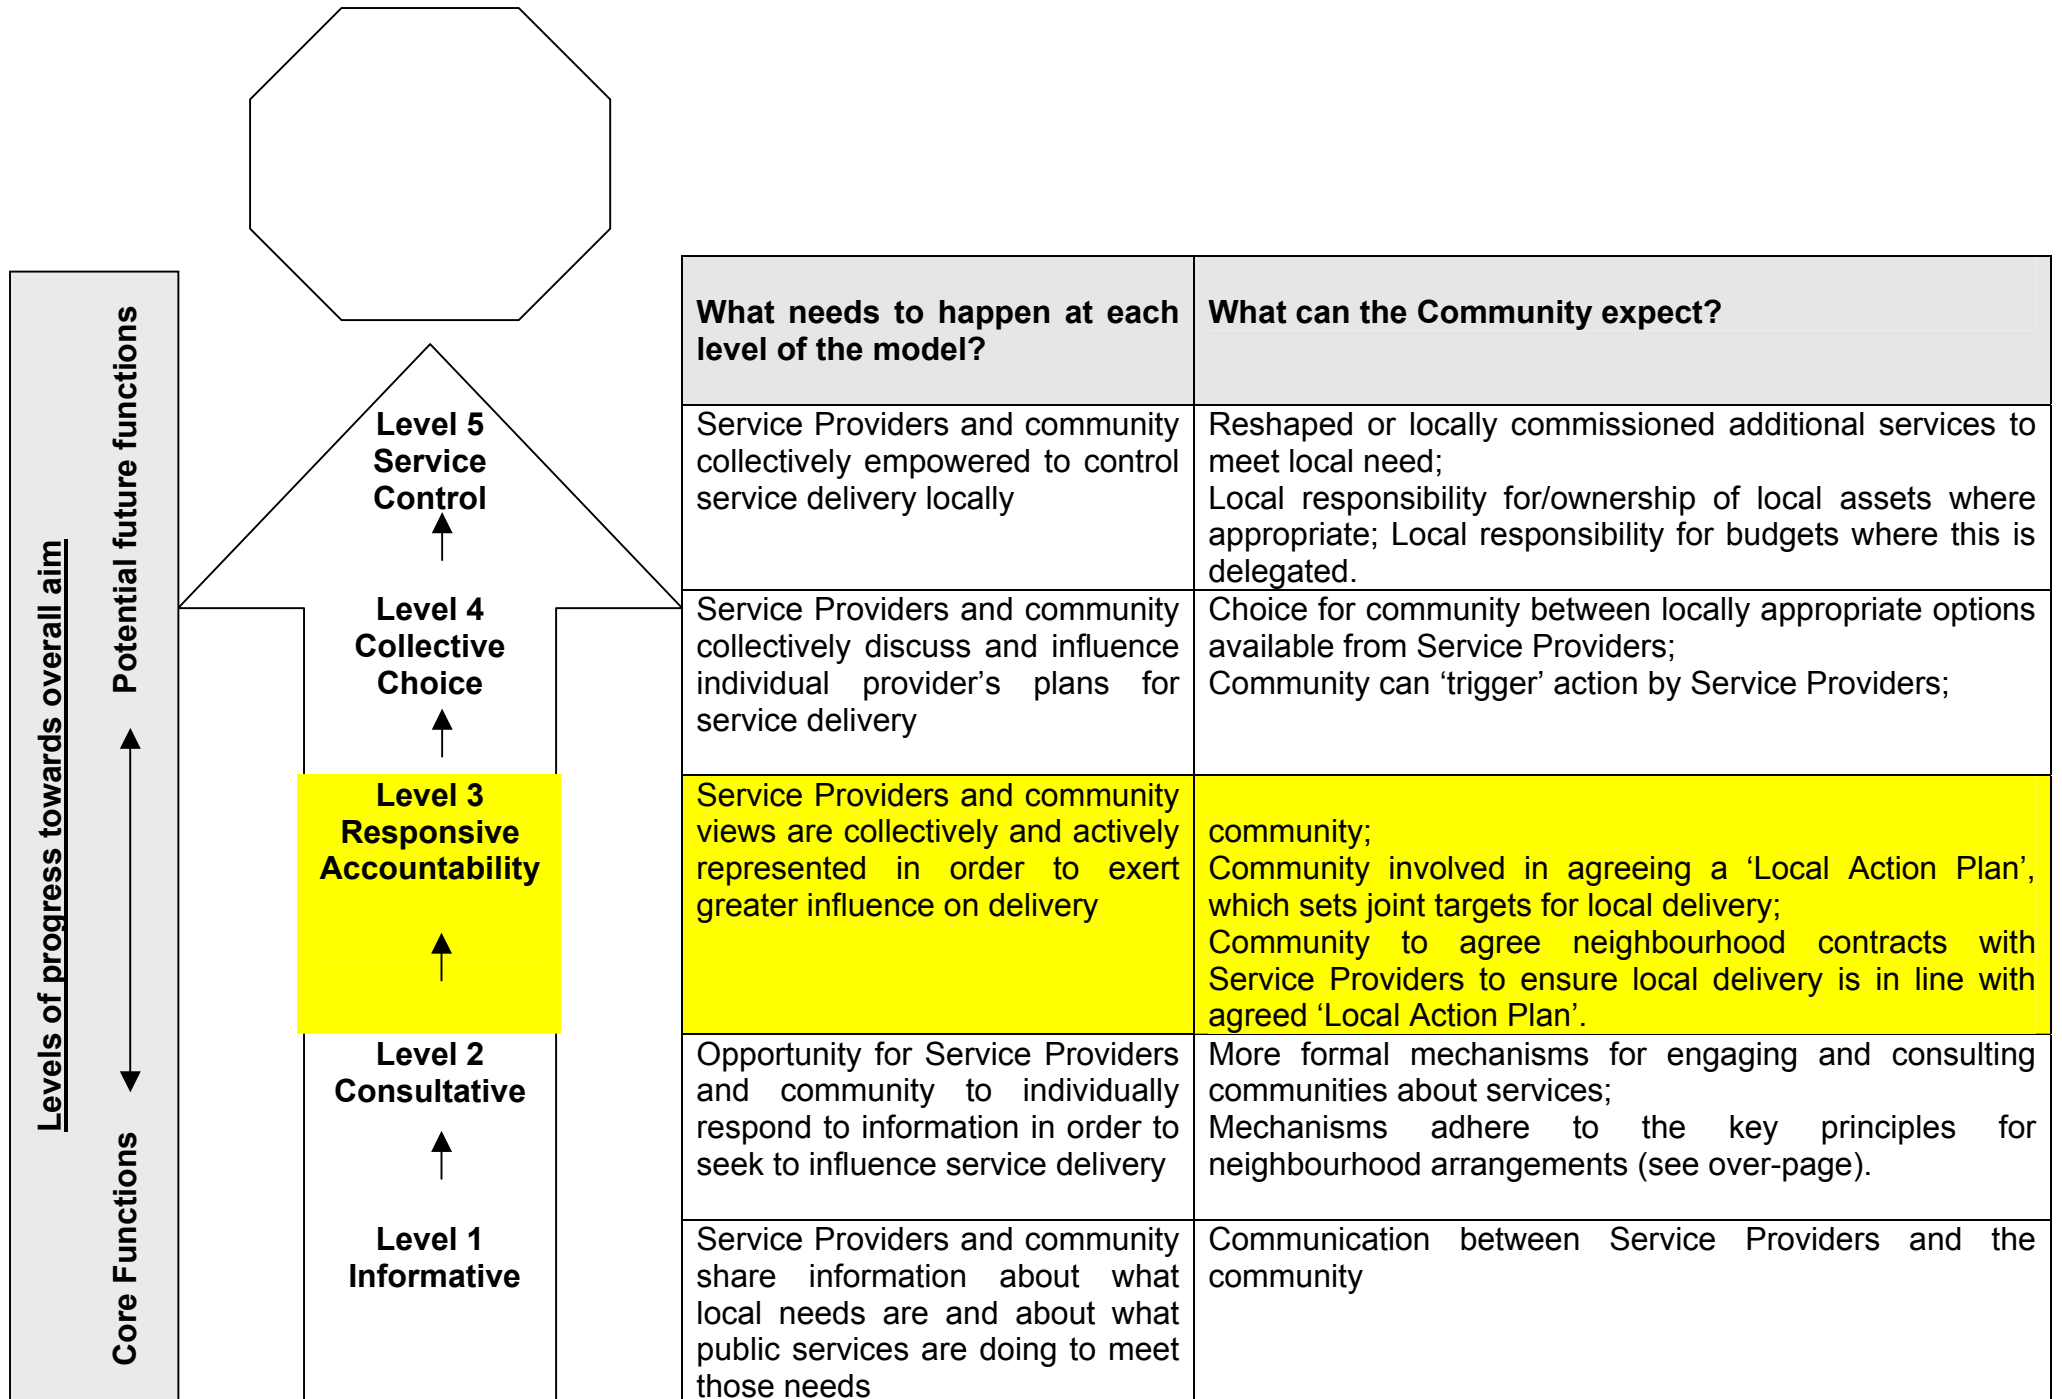 Levels of progress towards overall aim
Core Functions
Potential future functions
What needs to happen at each
level of the model?
What can the Community expect?
Level 5
Service
Control
Service Providers and community
collectively empowered to control
service delivery locally
Reshaped or locally commissioned additional services to
meet local need;
Local responsibility for/ownership of local assets where
appropriate; Local responsibility for budgets where this is
delegated.
Level 4
Collective
Choice
Service Providers and community
collectively discuss and influence
individual provider’s plans for
service delivery
Choice for community between locally appropriate options
available from Service Providers;
Community can ‘trigger’ action by Service Providers;
Level 3
Responsive
Accountability
Service Providers and community
views are collectively and actively
represented in order to exert
greater influence on delivery
community;
Community involved in agreeing a ‘Local Action Plan’,
which sets joint targets for local delivery;
Community to agree neighbourhood contracts with
Service Providers to ensure local delivery is in line with
agreed ‘Local Action Plan’.
Level 2
Consultative
Opportunity for Service Providers
and community to individually
respond to information in order to
seek to influence service delivery
More formal mechanisms for engaging and consulting
communities about services;
Mechanisms adhere to the key principles for
neighbourhood arrangements (see over-page).
Level 1
Informative
Service Providers and community
share information about what
local needs are and about what
public services are doing to meet
those needs
Communication between Service Providers and the
community